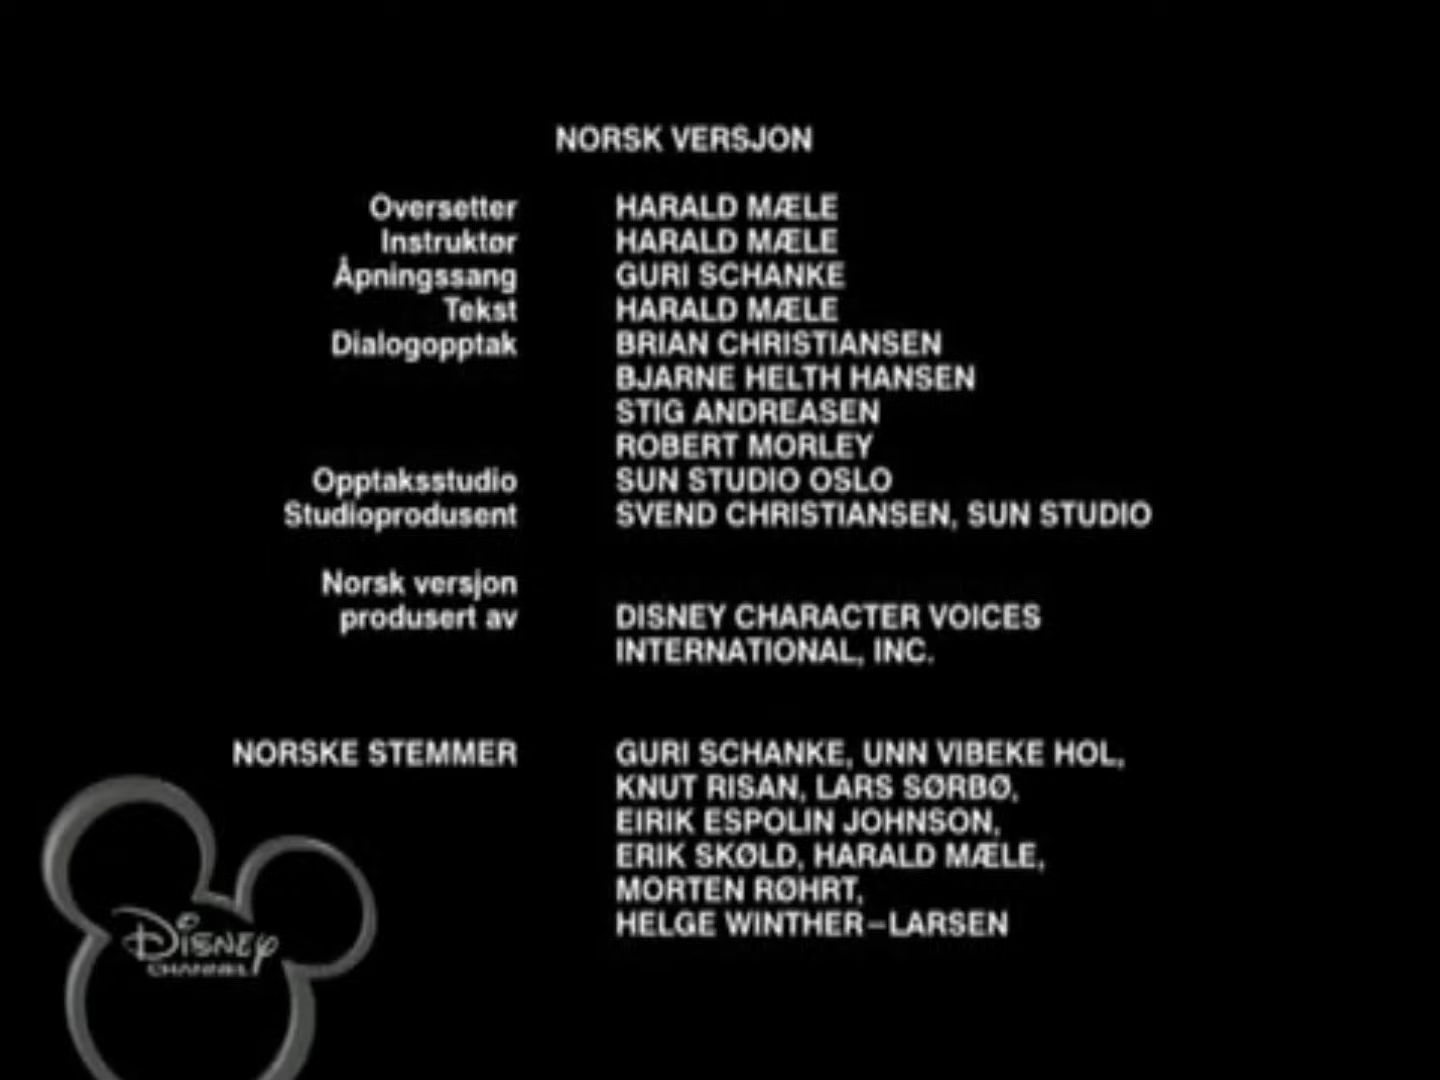 NORSK VERSJON
Oversetter HARALD MÆLE
Instruktør HARALD MÆLE
Åpningssang GURI SCHANKE
Tekst HARALD MÆLE
Dialogopptak BRIAN CHRISTIANSEN
BJARNE HELTH HANSEN
STIG ANDREASEN
ROBERT MORLEY
Opptaksstudio SUN STUDIO OSLO
Studioprodusent SVEND CHRISTIANSEN, SUN STUDIO
Norsk versjon
produsert av DISNEY CHARACTER VOICES
INTERNATIONAL, INC.
NORSKE STEMMER GURI SCHANKE, UNN VIBEKE HOL,
KNUT RISAN, LARS SØRBØ,
EIRIK ESPOLIN JOHNSON,
ERIK SKØLD, HARALD MÆLE,
MORTEN RØHRT,
HELGE WINTHER-LARSEN
DISNEY
CHANNEL